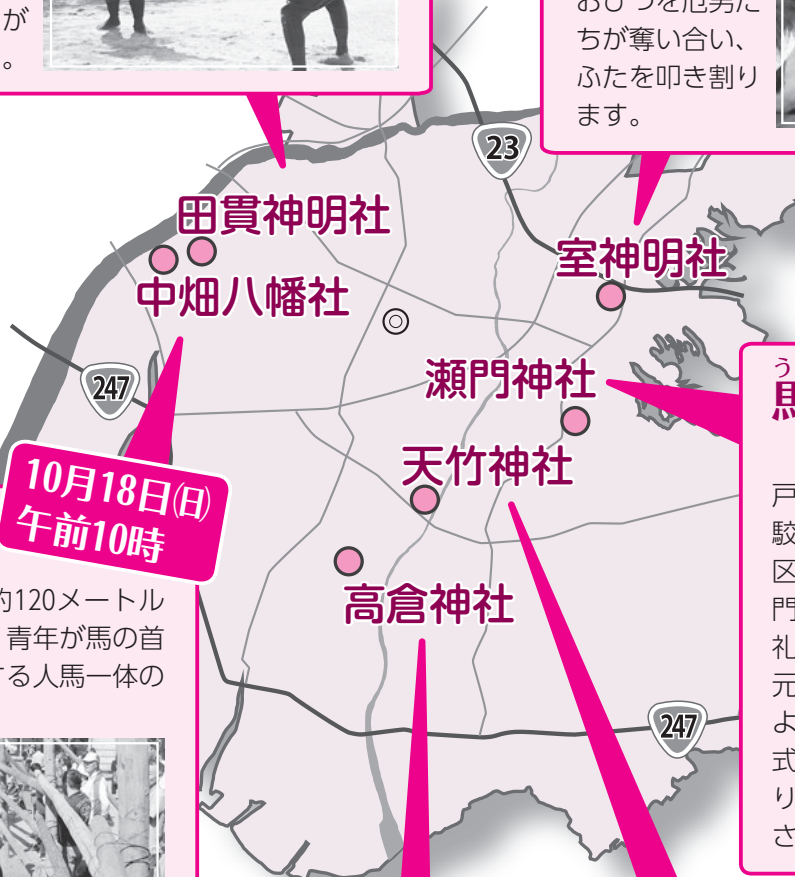 が
。
おひつを厄男た
ちが奪い合い、
ふたを叩き割り
ます。
23
田貫神明社
室神明社
中畑八幡社
247
瀬門神社
天竹神社
高倉神社
10月18日㈰
午前10時
約120メートル
青年が馬の首
する人馬一体の
247
う
馬
戸
駮
区
門
礼
元
よ
式
り
さ